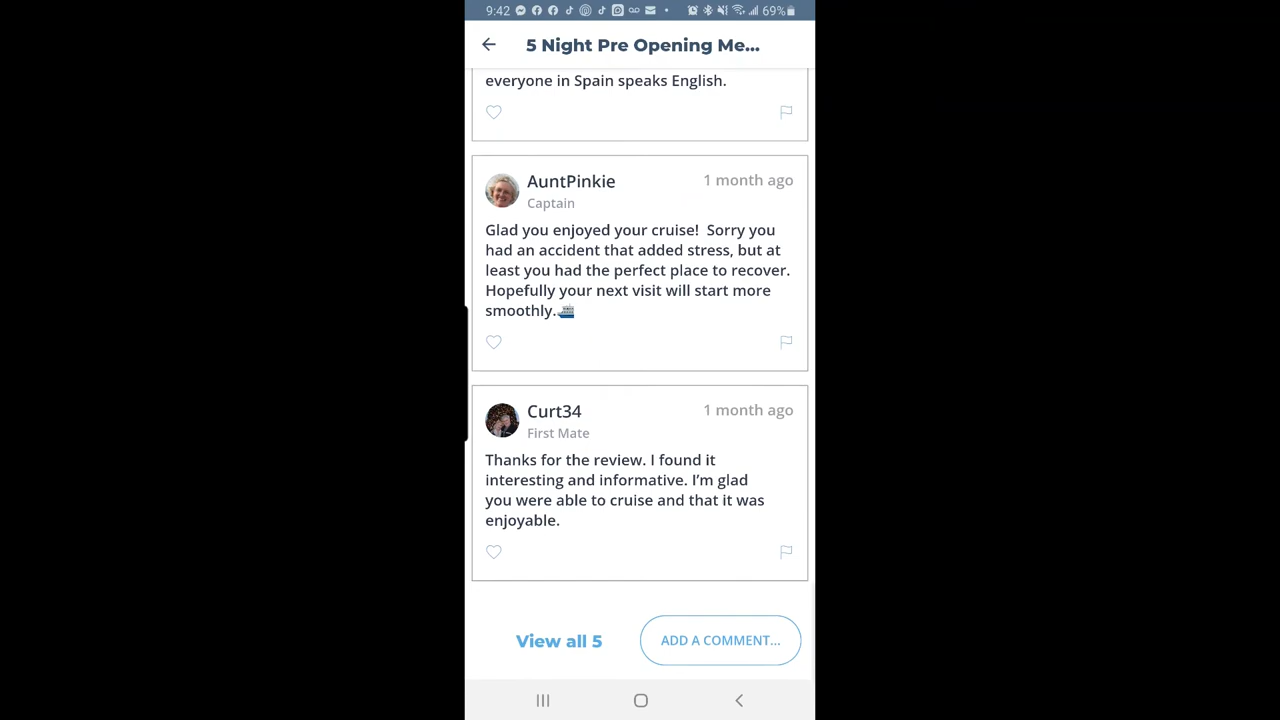 9:42
69%
5 Night Pre Opening Me...
everyone in Spain speaks English.
AuntPinkie
1 month ago
Captain
Glad you enjoyed your cruise!  Sorry you
had an accident that added stress, but at
least you had the perfect place to recover.
Hopefully your next visit will start more
smoothly.🛳️
Curt34
1 month ago
First Mate
Thanks for the review. I found it
interesting and informative. I’m glad
you were able to cruise and that it was
enjoyable.
View all 5
ADD A COMMENT...